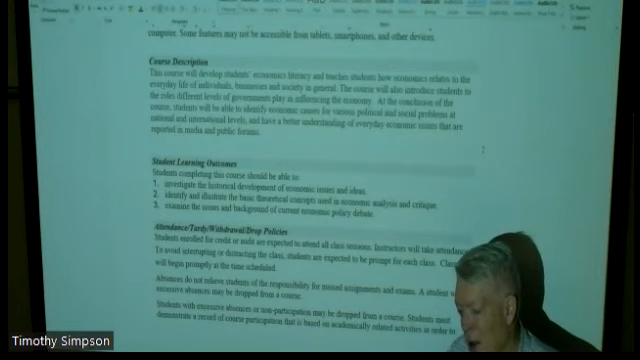 computer. Some features may not be accessible from tablets, smartphones, and other devices.
Course Description
This course will develop students' economics literacy and teaches students how economics relates to the
everyday life of individuals, businesses and society in general. The course will also introduce students to
the roles different levels of governments play in influencing the economy. At the conclusion of the
course, students will be able to identify economic causes for various political and social problems at
national and international levels, and have a better understanding of everyday economic issues that are
reported in media and public forums.
Student Learning Outcomes
Students completing this course should be able to:
1. investigate the historical development of economic issues and ideas.
2. identify and illustrate the basic theoretical concepts used in economic analysis and critique.
3. examine the issues and background of current economic policy debate.
Attendance/Tardy/Withdrawal/Drop Policies
Students enrolled for credit or audit are expected to attend all class sessions. Instructors will take attendance.
To avoid interrupting or distracting the class, students are expected to be prompt for each class. Class
will begin promptly at the time scheduled.
Absences do not relieve students of the responsibility for missed assignments and exams. A student w
excessive absences may be dropped from a course.
Students with excessive absences or non-participation may be dropped from a course. Students must
demonstrate a record of course participation that is based on academically related activities in order to
Timothy Simpson